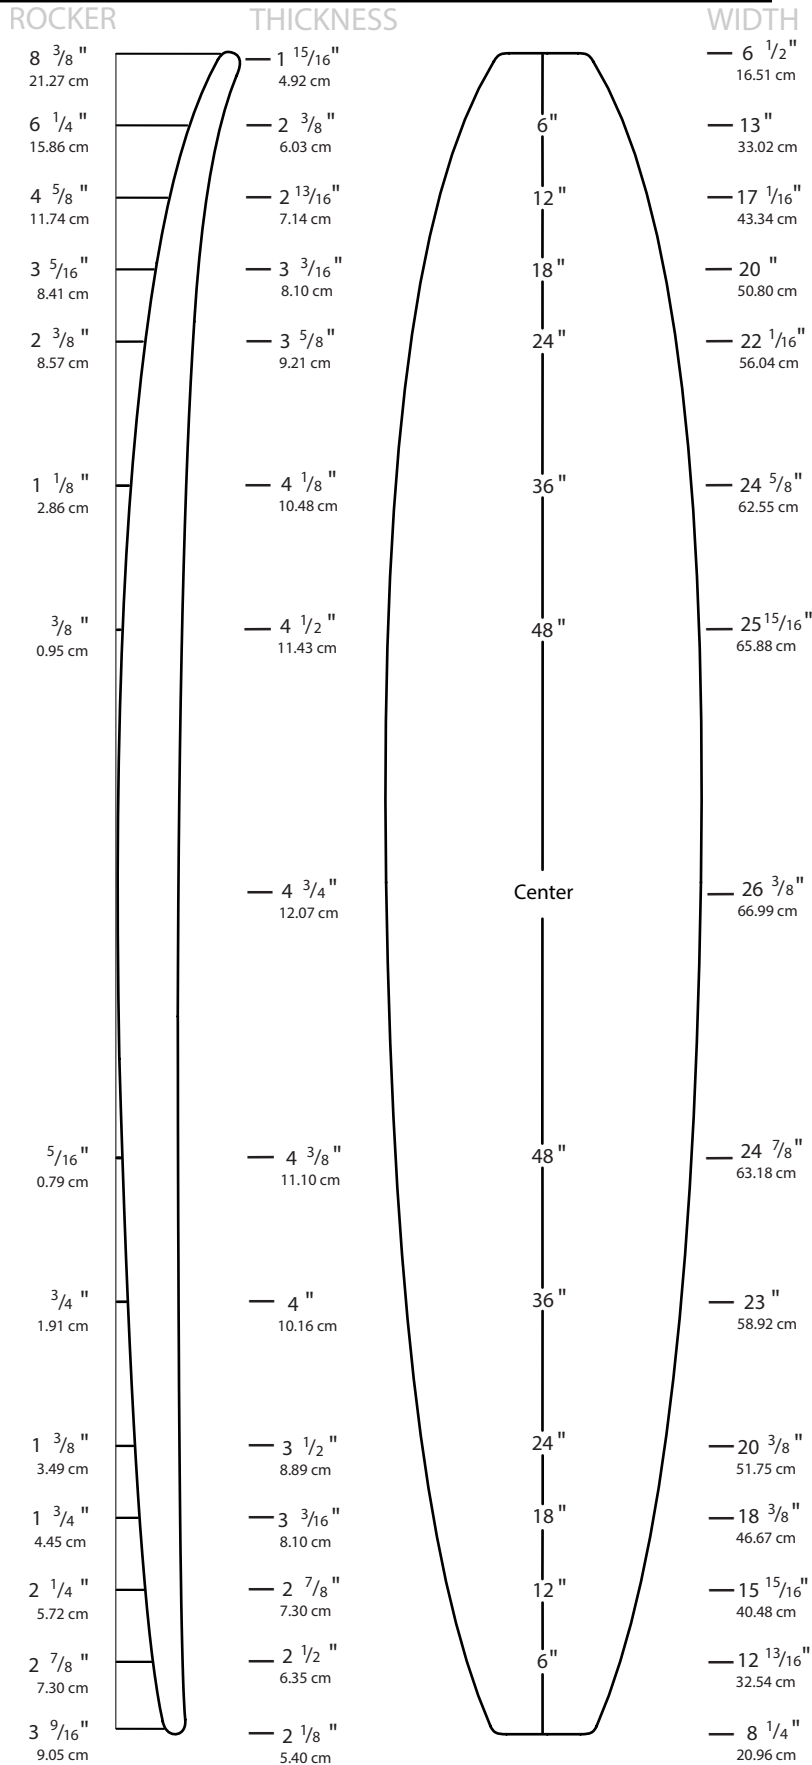 ROCKER THICKNESS WIDTH
8 3/8 " 1 15/16" 6 1/2"
21.27 cm 4.92 cm 16.51 cm
6 1/4 " 2 3/8 " 6" 13 "
15.86 cm 6.03 cm 33.02 cm
4 5/8 " 2 13/16" 12 " 17 1/16"
11.74 cm 7.14 cm 43.34 cm
3 5/16" 3 3/16 " 18 " 20 "
8.41 cm 8.10 cm 50.80 cm
2 3/8 " 3 5/8 " 24 " 22 1/16"
8.57 cm 9.21 cm 56.04 cm
1 1/8 " 4 1/8 " 36 " 24 5/8"
2.86 cm 10.48 cm 62.55 cm
3/8 " 4 1/2 " 48 " 25 15/16"
0.95 cm 11.43 cm 65.88 cm
4 3/4 " Center 26 3/8"
12.07 cm 66.99 cm
5/16" 4 3/8 " 48 " 24 7/8"
0.79 cm 11.10 cm 63.18 cm
3/4 " 4 " 36 " 23 "
1.91 cm 10.16 cm 58.92 cm
1 3/8 " 3 1/2 " 24 " 20 3/8 "
3.49 cm 8.89 cm 51.75 cm
1 3/4 " 3 3/16" 18 " 18 3/8 "
4.45 cm 8.10 cm 46.67 cm
2 1/4 " 2 7/8 " 12 " 15 15/16"
5.72 cm 7.30 cm 40.48 cm
2 7/8 " 2 1/2 " 6" 12 13/16"
7.30 cm 6.35 cm 32.54 cm
3 9/16" 2 1/8 " 8 1/4 "
9.05 cm 5.40 cm 20.96 cm